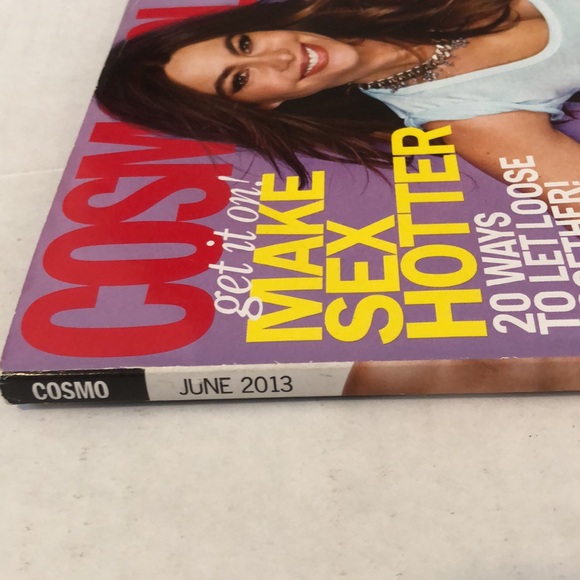 COSM
get it on!
MAKE
SEX
HOTTER
20 WAYS
TO LET LOOSE
COSMO JUNE 2013